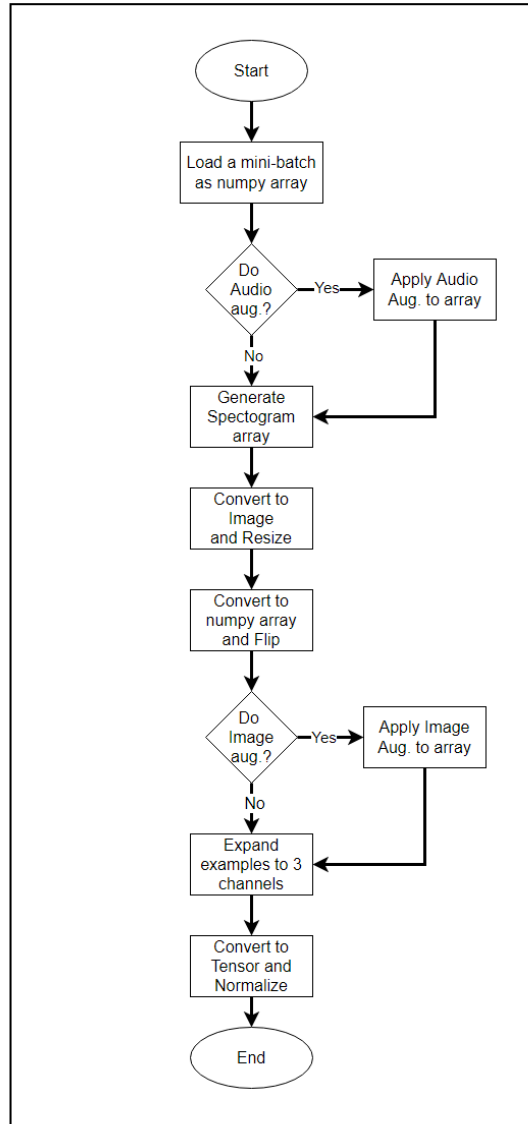 Start
Load a mini-batch
as numpy array
Do
Audio
aug.?
Yes
Apply Audio
Aug. to array
No
Generate
Spectogram
array
Convert to
Image
and Resize
Convert to
numpy array
and Flip
Do
Image
aug.?
Yes
Apply Image
Aug. to array
No
Expand
examples to 3
channels
Convert to
Tensor and
Normalize
End